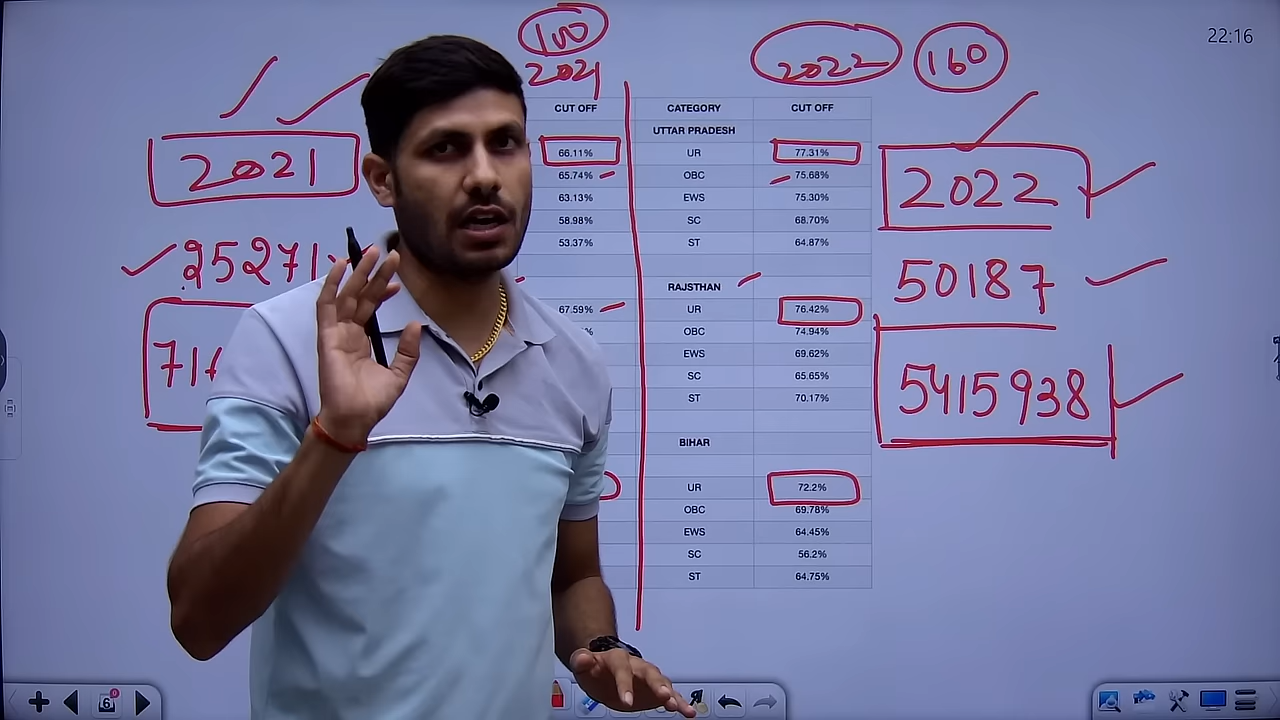 22:16
100
2021
2022
160
CUT OFF CATEGORY CUT OFF
UTTAR PRADESH
66.11% UR 77.31%
65.74% OBC 75.68%
63.13% EWS 75.30%
58.98% SC 68.70%
53.37% ST 64.87%
RAJSTHAN
67.59% UR 76.42%
OBC 74.94%
EWS 69.62%
SC 65.65%
ST 70.17%
BIHAR
UR 72.2%
OBC 69.78%
EWS 64.45%
SC 56.2%
ST 64.75%
2021
25271
2022
50187
5415938
6